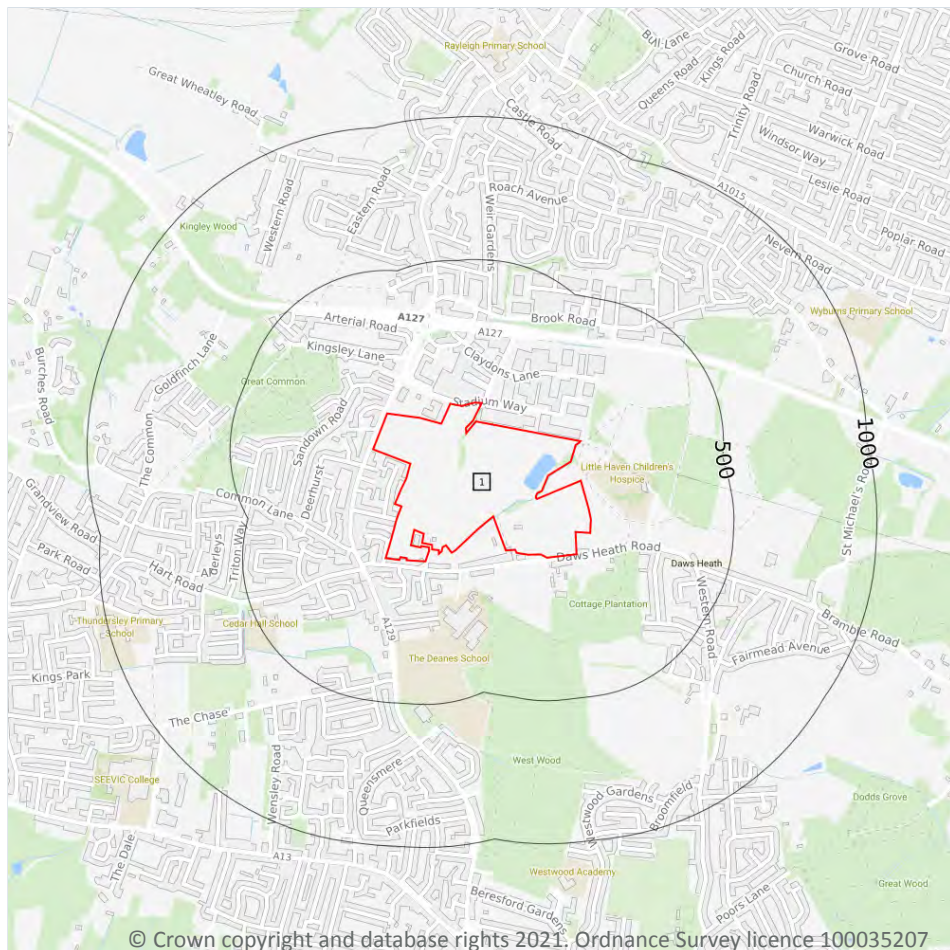 Rayleigh Primary School
Bull Lane
Queens Road
Kings Road
Grove Road
Church Road
Great Wheatley Road
Castle Road
Trinity Road
Warwick Road
Windsor Way
Leslie Road
Roach Avenue
A1015
Western Road
Eastern Road
Weir Gardens
Poplar Road
Kingley Wood
Nevern Road
Wyburns Primary School
Arterial Road
A127
A127
Brook Road
Kingsley Lane
Claydons Lane
Burches Road
Goldfinch Lane
Great Common
Stadium Way
Sandown Road
The Common
500
1000
Deerhurst
1
Little Haven Children's
Hospice
Grandview Road
Common Lane
St Michael's Road
Park Road
Hart Road
derleys
Triton Way
Daws Heath Road
Daws Heath
Cottage Plantation
Western Road
Thundersley Primary
School
Cedar Hall School
A129
Bramble Road
The Deanes School
Fairmead Avenue
Kings Park
The Chase
West Wood
SEEVIC College
Wensley Road
Queensmere
Westwood Gardens
Broomfield
Dodds Grove
Parkfields
The Dale
A13
Westwood Academy
Great Wood
Beresford Gardens
Poors Lane
© Crown copyright and database rights 2021. Ordnance Survey licence 100035207